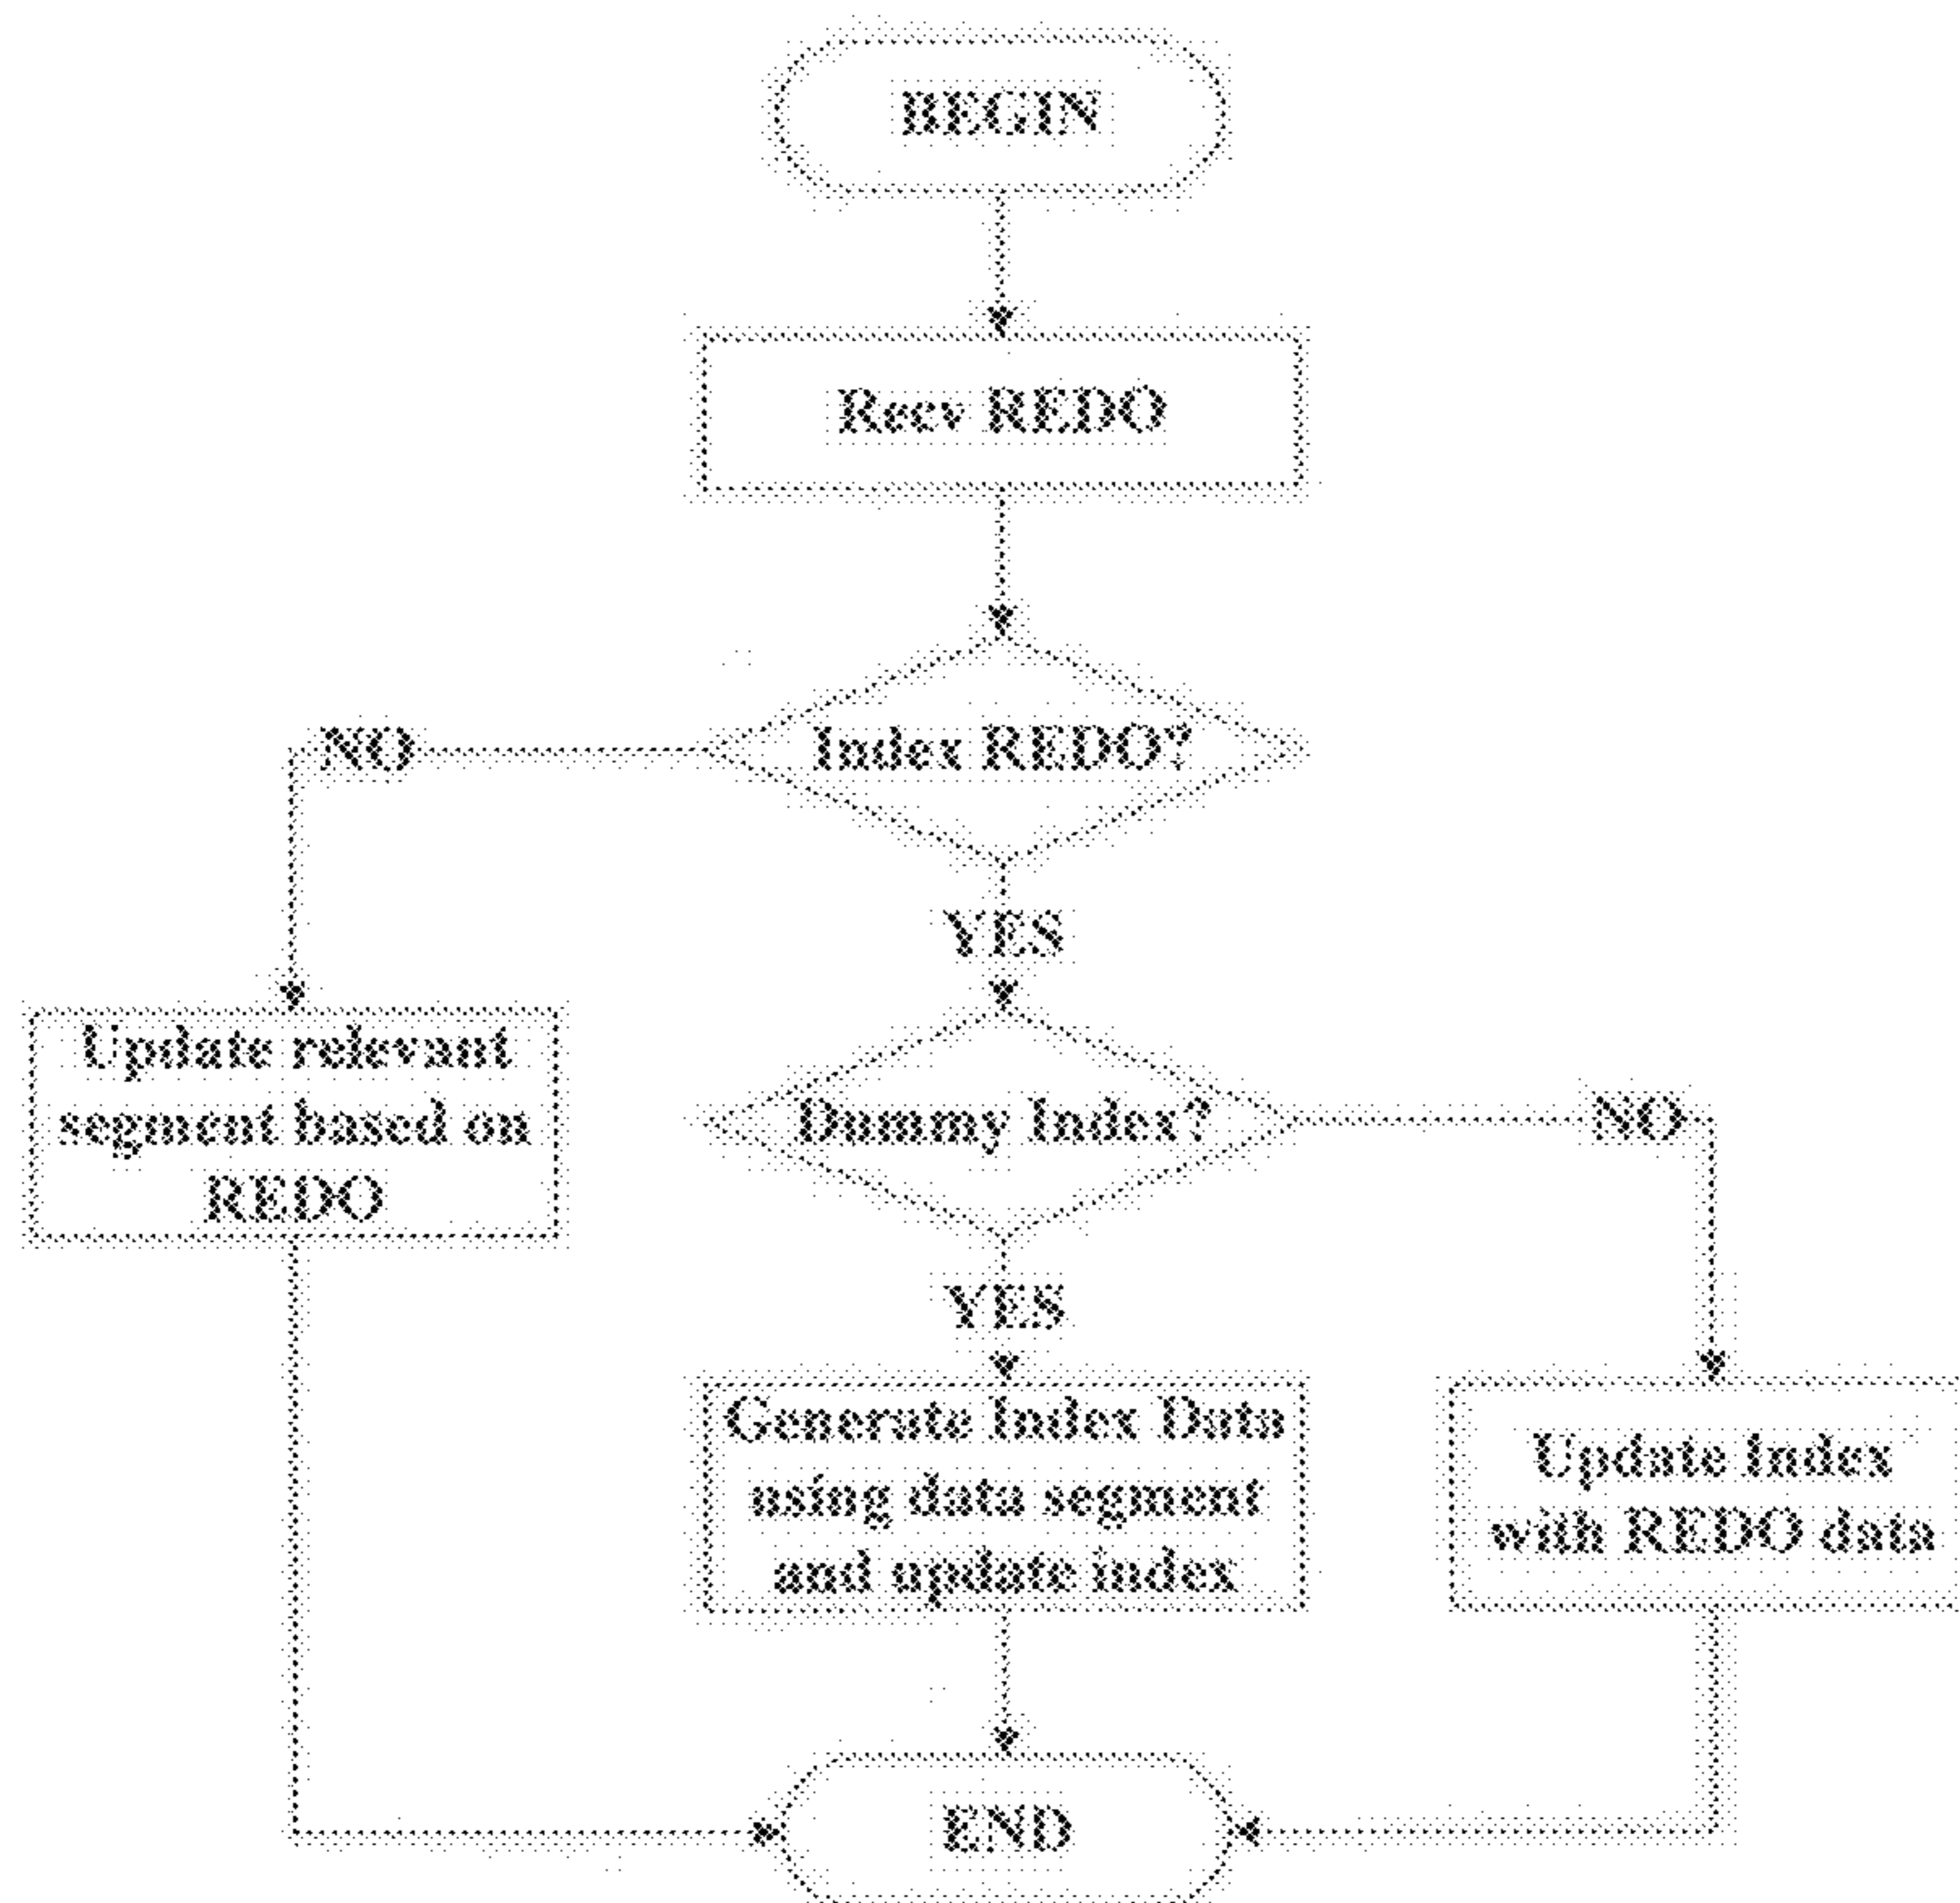 BEGIN
Recv REDO
Index REDO?
NO
YES
Update relevant
segment based on
REDO
Dummy Index?
NO
YES
Generate Index Data
using data segment
and update index
Update Index
with REDO data
END